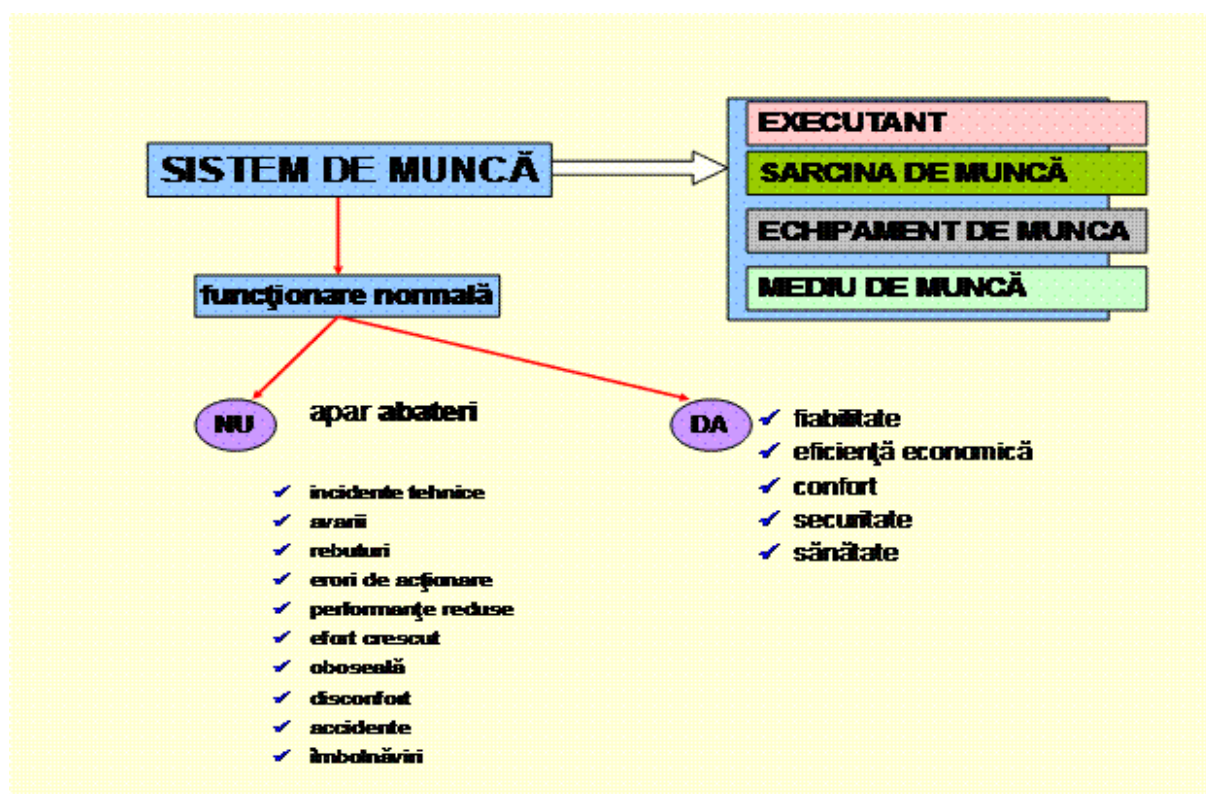 SISTEM DE MUNCĂ
EXECUTANT
SARCINA DE MUNCĂ
ECHIPAMENT DE MUNCA
MEDIU DE MUNCĂ
funcţionare normală
NU
apar abateri
incidente tehnice
avarii
rebuturi
erori de acţionare
performanţe reduse
efort crescut
oboseală
disconfort
accidente
îmbolnăviri
DA
fiabilitate
eficienţă economică
confort
securitate
sănătate